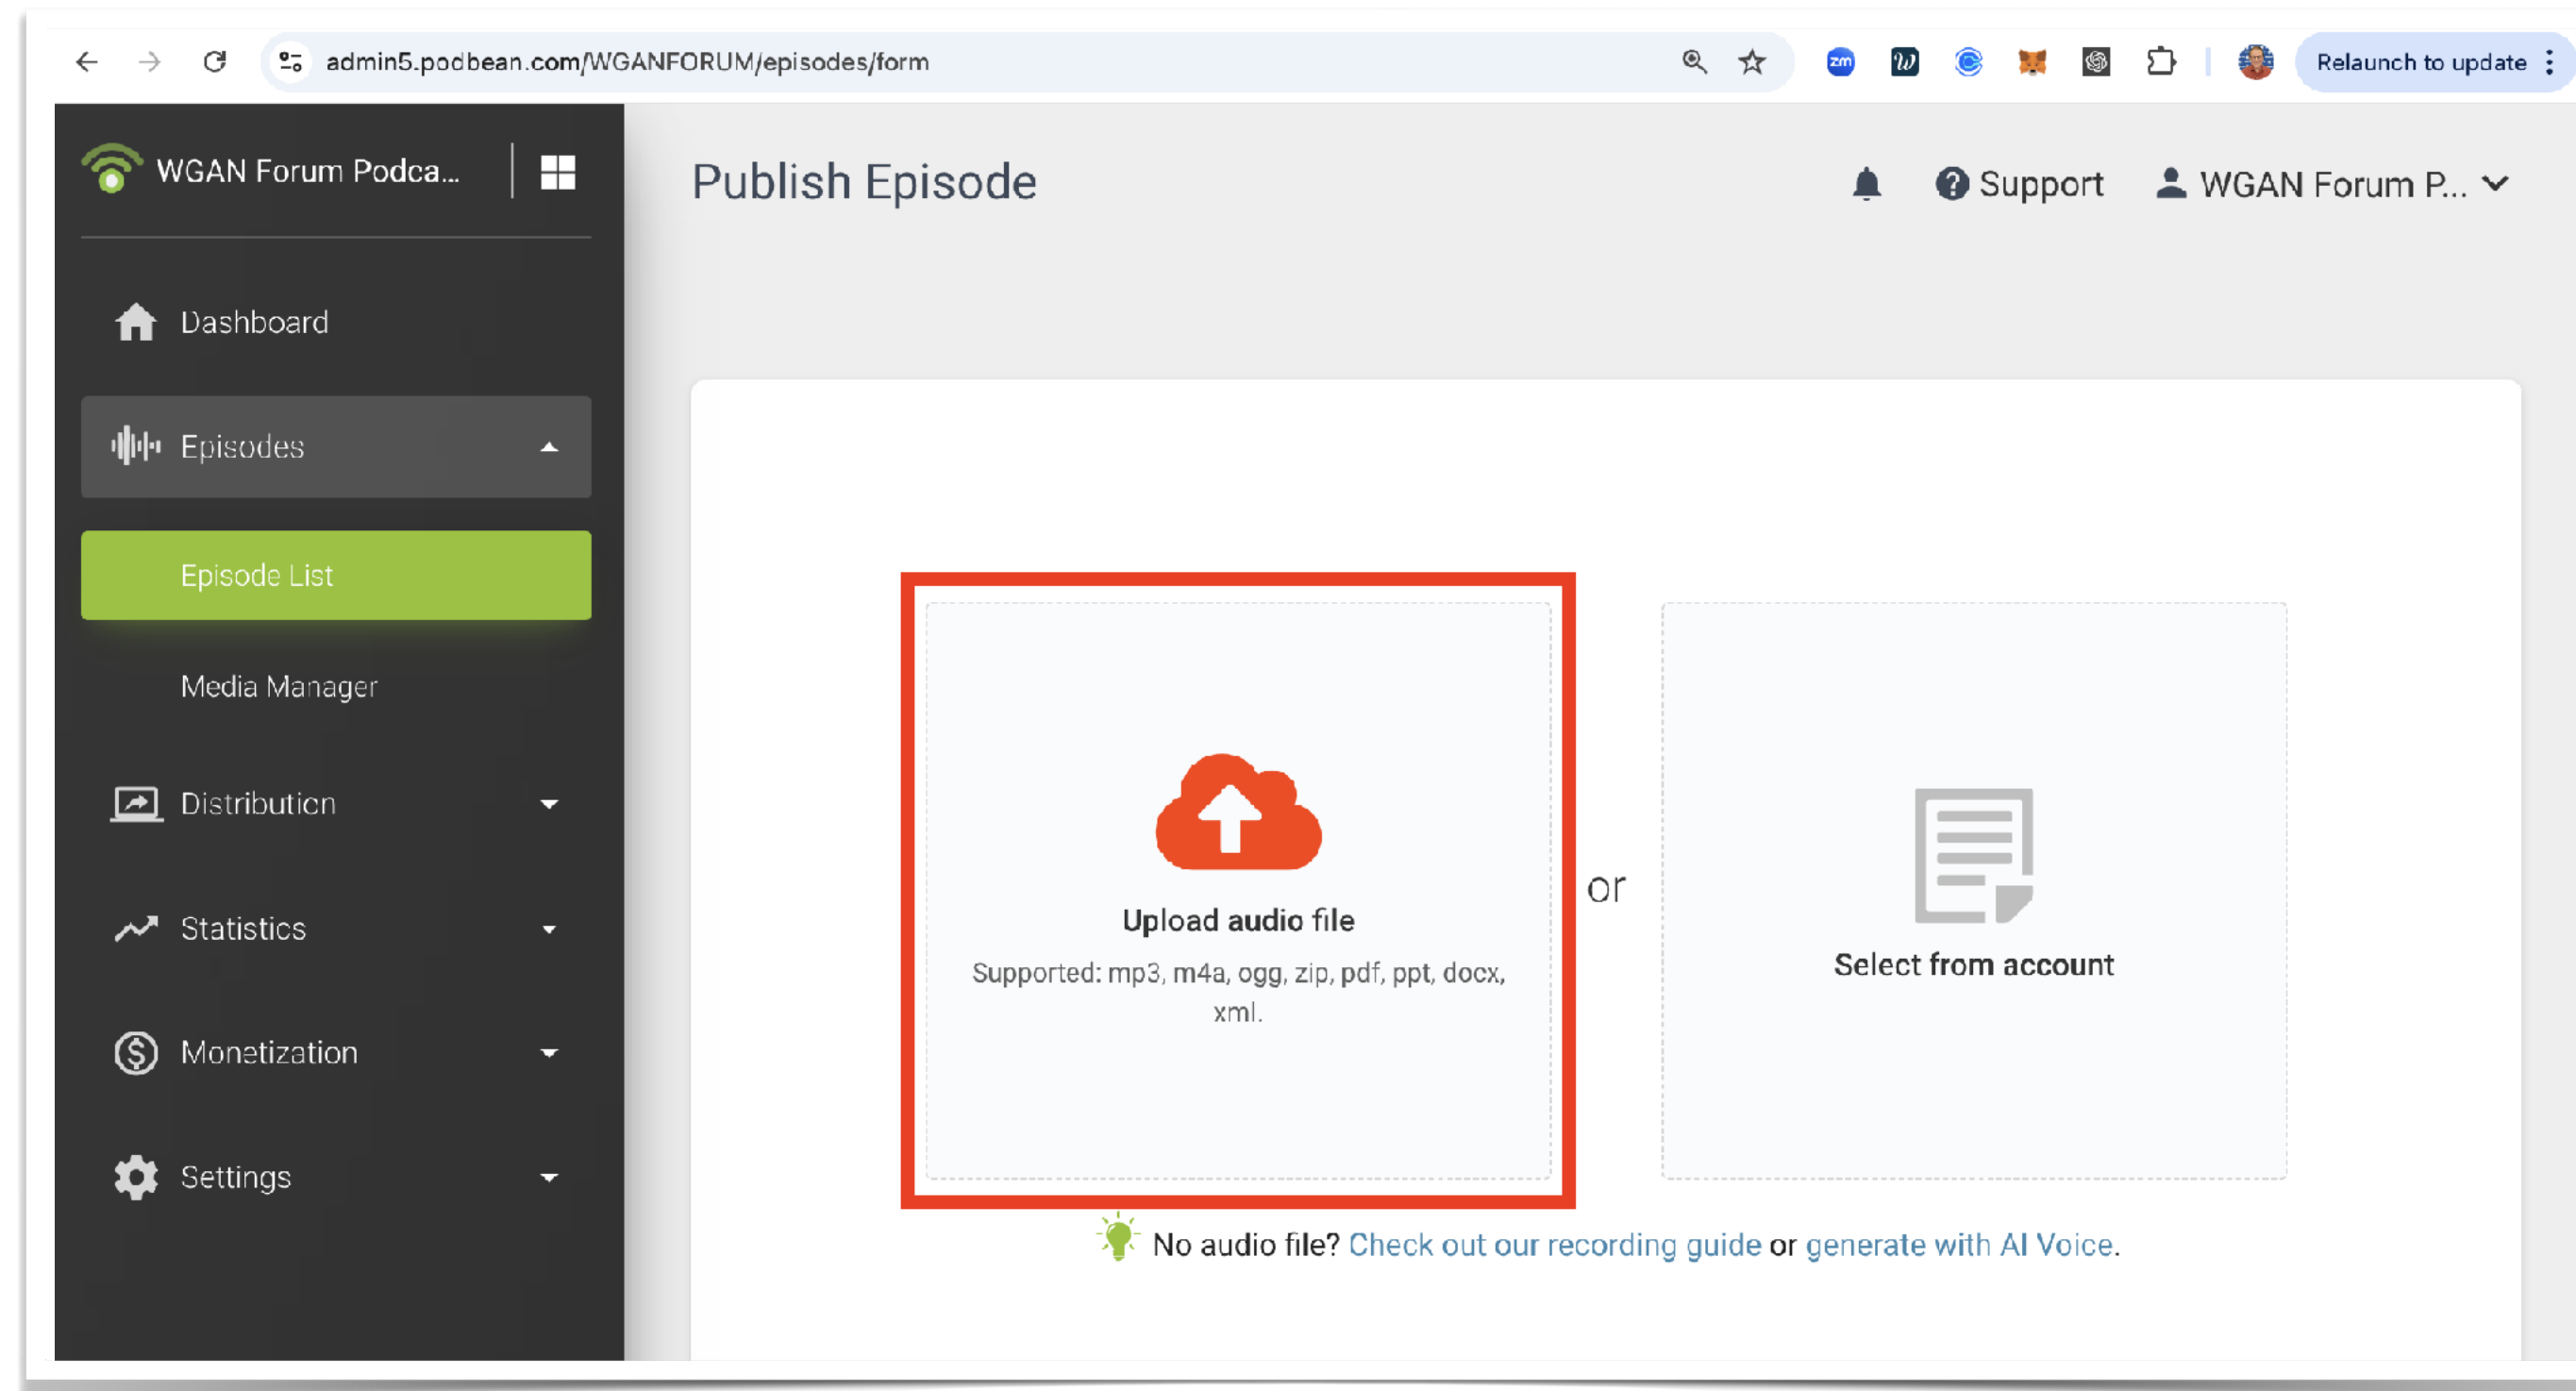 admin5.podbean.com/WGANFORUM/episodes/form
zm
Relaunch to update
WGAN Forum Podca...
Publish Episode
Support
WGAN Forum P...
Dashboard
Episodes
Episode List
Media Manager
Distribution
Statistics
Monetization
Settings
Upload audio file
Supported: mp3, m4a, ogg, zip, pdf, ppt, docx,
xml.
or
Select from account
No audio file? Check out our recording guide or generate with AI Voice.